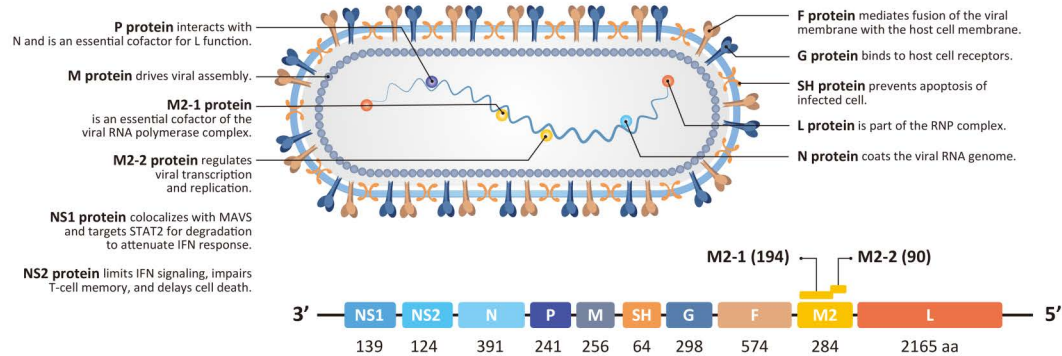 P protein interacts with
N and is an essential cofactor for L function.
M protein drives viral assembly.
M2-1 protein
is an essential cofactor of the
viral RNA polymerase complex.
M2-2 protein regulates
viral transcription
and replication.
NS1 protein colocalizes with MAVS
and targets STAT2 for degradation
to attenuate IFN response.
NS2 protein limits IFN signaling, impairs
T-cell memory, and delays cell death.
F protein mediates fusion of the viral
membrane with the host cell membrane.
G protein binds to host cell receptors.
SH protein prevents apoptosis of
infected cell.
L protein is part of the RNP complex.
N protein coats the viral RNA genome.
M2-1 (194) M2-2 (90)
3’ NS1 NS2 N P M SH G F M2 L 5’
139 124 391 241 256 64 298 574 284 2165 aa